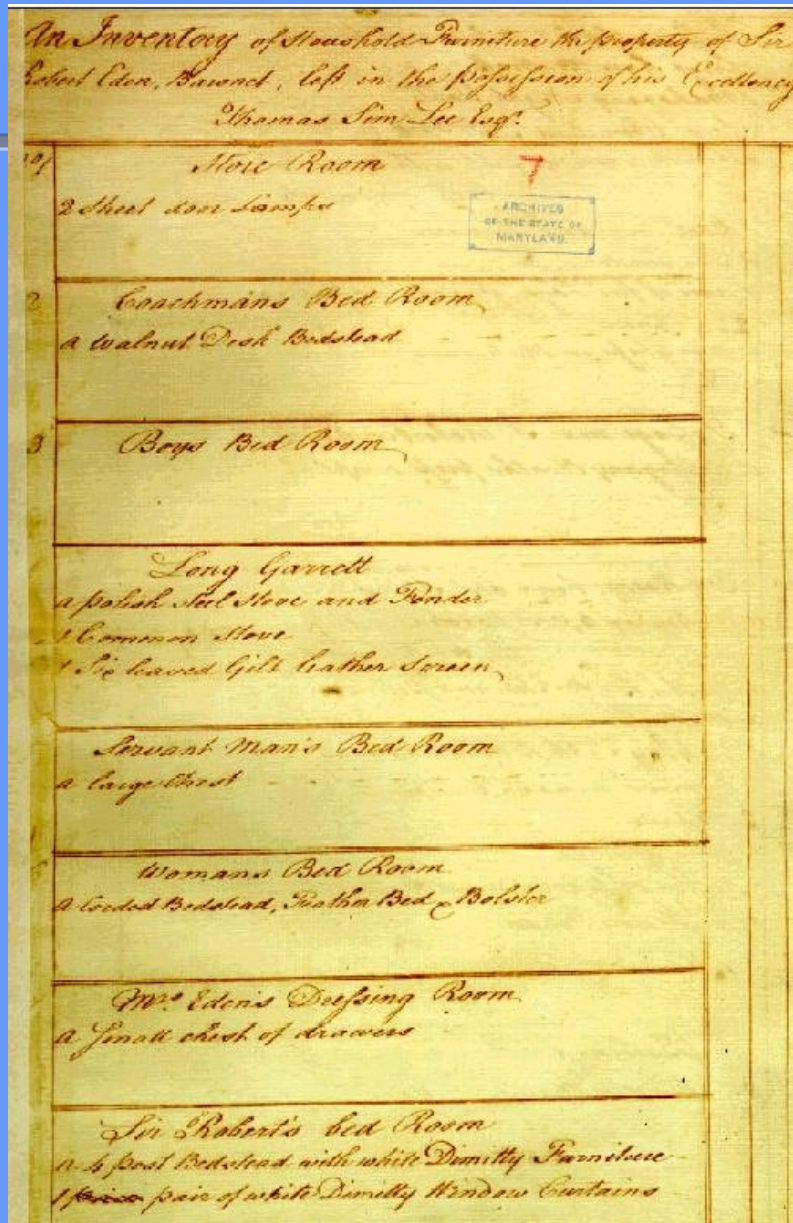 An Inventory of Household Furniture the property of Sir
Robert Eden, Baronet, left in the possession of his Excellency
Thomas Sim Lee Esqr.
No 1
Store Room
7
2 Sheet iron Lamps
ARCHIVES
OF THE STATE OF
MARYLAND.
2
Coachmans Bed Room
a walnut Desk Bedstead
3
Boys Bed Room
Long Garrett
a polish steel Stove and Fender
1 Common Stove
1 Six leaved Gilt leather Screen
Servant Man's Bed Room
a large Chest
Womans Bed Room
a Corded Bedstead, Feather Bed & Bolster
Mrs Eden's Dressing Room
a Small chest of drawers
Sir Robert's bed Room
a 4 post Bedstead with white Dimitty Furniture
1 pair of white Dimitty Window Curtains